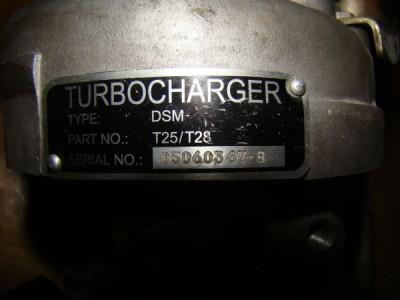 TURBOCHARGER
TYPE: DSM
PART NO.: T25/T28
SERIAL NO.: